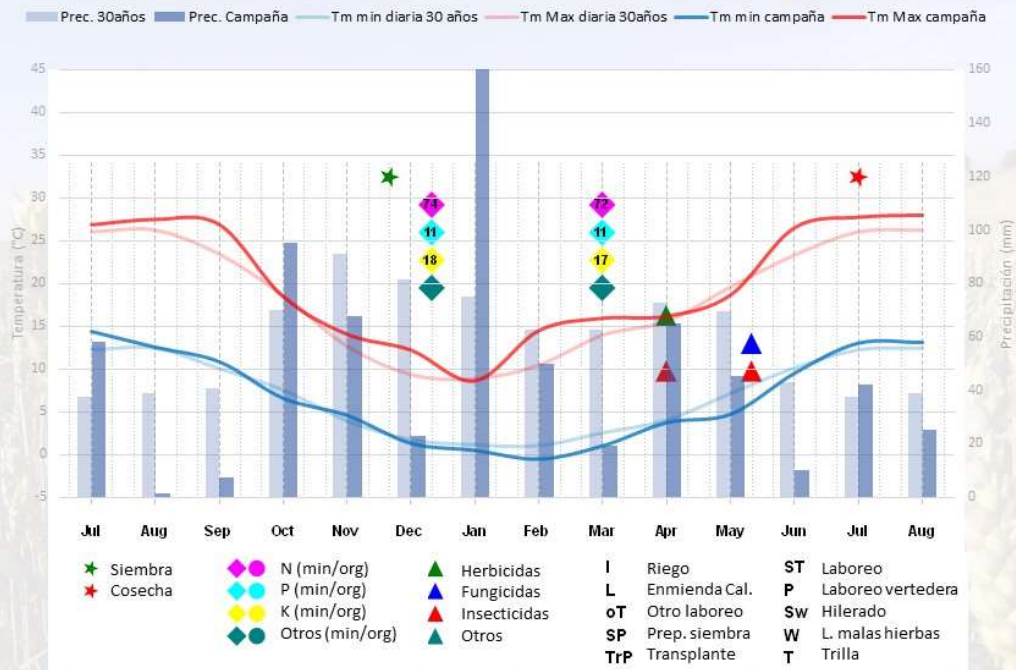 Prec. 30años Prec. Campaña Tm min diaria 30 años Tm Max diaria 30años Tm min campaña Tm Max campaña
Temperatura (°C)
45
40
35
30
25
20
15
10
5
0
-5
160
140
120
100
80
60
40
20
0
Precipitación (mm)
74
11
18
72
11
17
Jul Aug Sep Oct Nov Dec Jan Feb Mar Apr May Jun Jul Aug
Siembra
Cosecha
N (min/org)
P (min/org)
K (min/org)
Otros (min/org)
Herbicidas
Fungicidas
Insecticidas
Otros
I Riego
L Enmienda Cal.
oT Otro laboreo
SP Prep. siembra
TrP Transplante
ST Laboreo
P Laboreo vertedera
Sw Hilerado
W L. malas hierbas
T Trilla